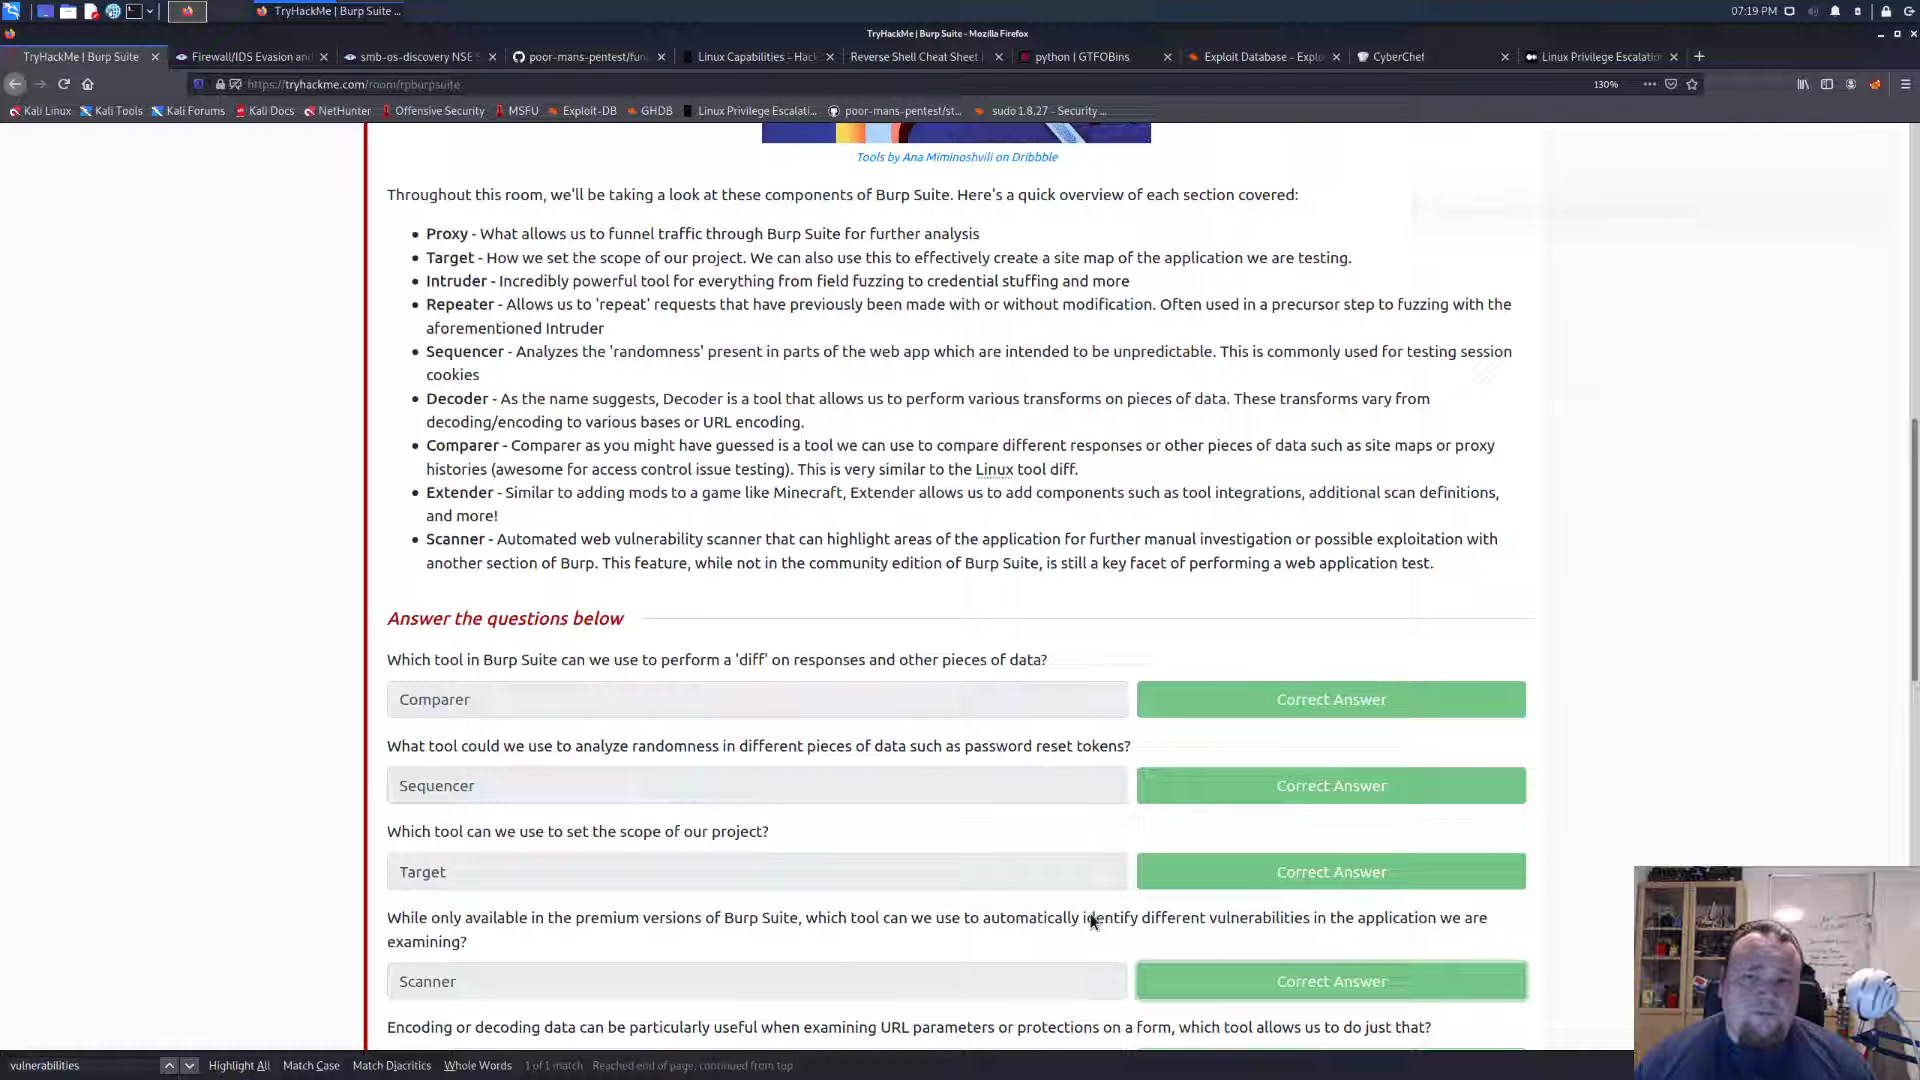 TryHackMe | Burp Suite ...
07:19 PM
TryHackMe | Burp Suite - Mozilla Firefox
TryHackMe | Burp Suite
Firewall/IDS Evasion and
smb-os-discovery NSE S
poor-mans-pentest/fun
Linux Capabilities - Hack
Reverse Shell Cheat Sheet
python | GTFOBins
Exploit Database - Explo
CyberChef
Linux Privilege Escalatio
https://tryhackme.com/room/rpburpsuite
130%
Kali Linux
Kali Tools
Kali Forums
Kali Docs
NetHunter
Offensive Security
MSFU
Exploit-DB
GHDB
Linux Privilege Escalati...
poor-mans-pentest/st...
sudo 1.8.27 - Security ...
Tools by Ana Miminoshvili on Dribbble
Throughout this room, we'll be taking a look at these components of Burp Suite. Here's a quick overview of each section covered:
• Proxy - What allows us to funnel traffic through Burp Suite for further analysis
• Target - How we set the scope of our project. We can also use this to effectively create a site map of the application we are testing.
• Intruder - Incredibly powerful tool for everything from field fuzzing to credential stuffing and more
• Repeater - Allows us to 'repeat' requests that have previously been made with or without modification. Often used in a precursor step to fuzzing with the
aforementioned Intruder
• Sequencer - Analyzes the 'randomness' present in parts of the web app which are intended to be unpredictable. This is commonly used for testing session
cookies
• Decoder - As the name suggests, Decoder is a tool that allows us to perform various transforms on pieces of data. These transforms vary from
decoding/encoding to various bases or URL encoding.
• Comparer - Comparer as you might have guessed is a tool we can use to compare different responses or other pieces of data such as site maps or proxy
histories (awesome for access control issue testing). This is very similar to the Linux tool diff.
• Extender - Similar to adding mods to a game like Minecraft, Extender allows us to add components such as tool integrations, additional scan definitions,
and more!
• Scanner - Automated web vulnerability scanner that can highlight areas of the application for further manual investigation or possible exploitation with
another section of Burp. This feature, while not in the community edition of Burp Suite, is still a key facet of performing a web application test.
Answer the questions below
Which tool in Burp Suite can we use to perform a 'diff' on responses and other pieces of data?
Comparer
Correct Answer
What tool could we use to analyze randomness in different pieces of data such as password reset tokens?
Sequencer
Correct Answer
Which tool can we use to set the scope of our project?
Target
Correct Answer
While only available in the premium versions of Burp Suite, which tool can we use to automatically identify different vulnerabilities in the application we are
examining?
Scanner
Correct Answer
Encoding or decoding data can be particularly useful when examining URL parameters or protections on a form, which tool allows us to do just that?
vulnerabilities
Highlight All
Match Case
Match Diacritics
Whole Words
1 of 1 match
Reached end of page, continued from top